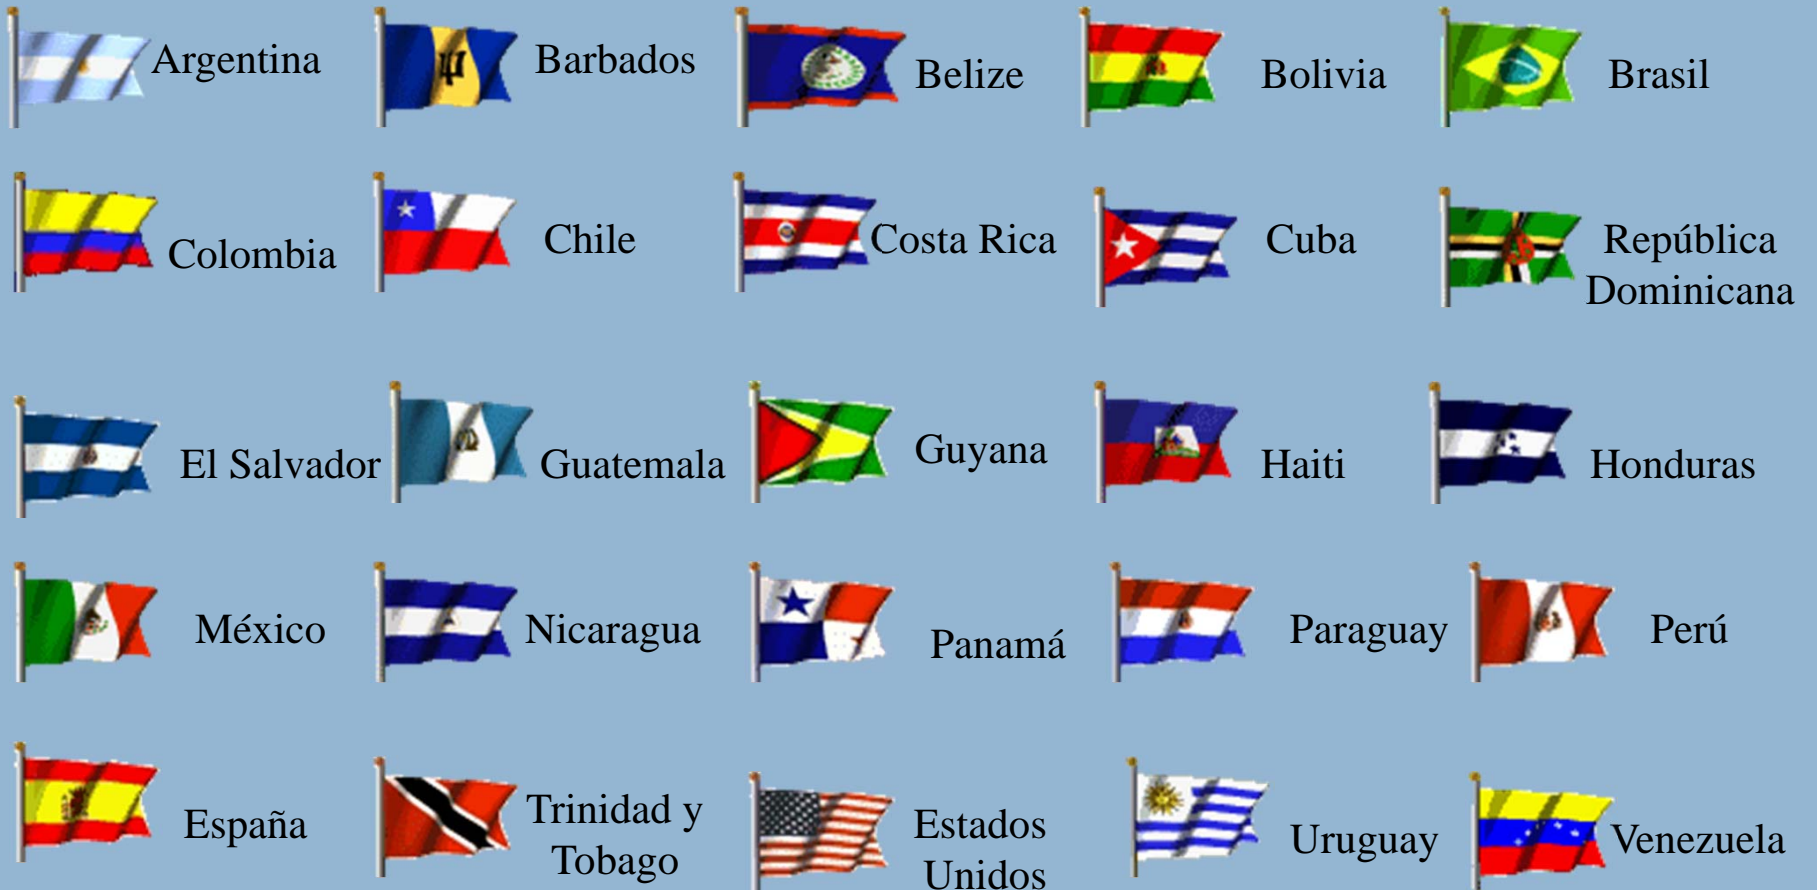 Argentina
Barbados
Belize
Bolivia
Brasil
Colombia
Chile
Costa Rica
Cuba
República
Dominicana
El Salvador
Guatemala
Guyana
Haiti
Honduras
México
Nicaragua
Panamá
Paraguay
Perú
España
Trinidad y
Tobago
Estados
Unidos
Uruguay
Venezuela